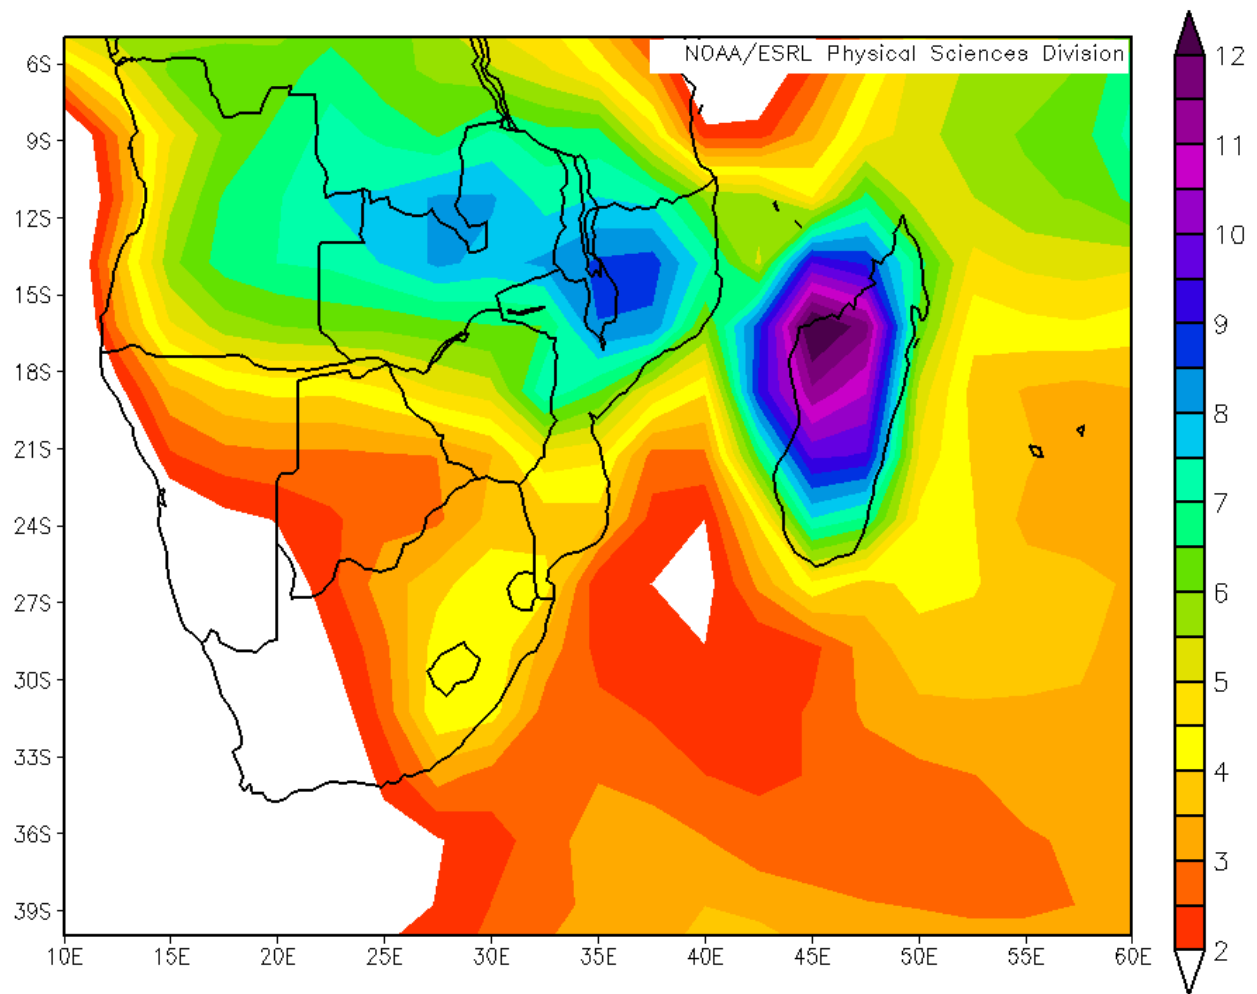 NOAA/ESRL Physical Sciences Division
6S
9S
12S
15S
18S
21S
24S
27S
30S
33S
36S
39S
10E 15E 20E 25E 30E 35E 40E 45E 50E 55E 60E
12
11
10
9
8
7
6
5
4
3
2